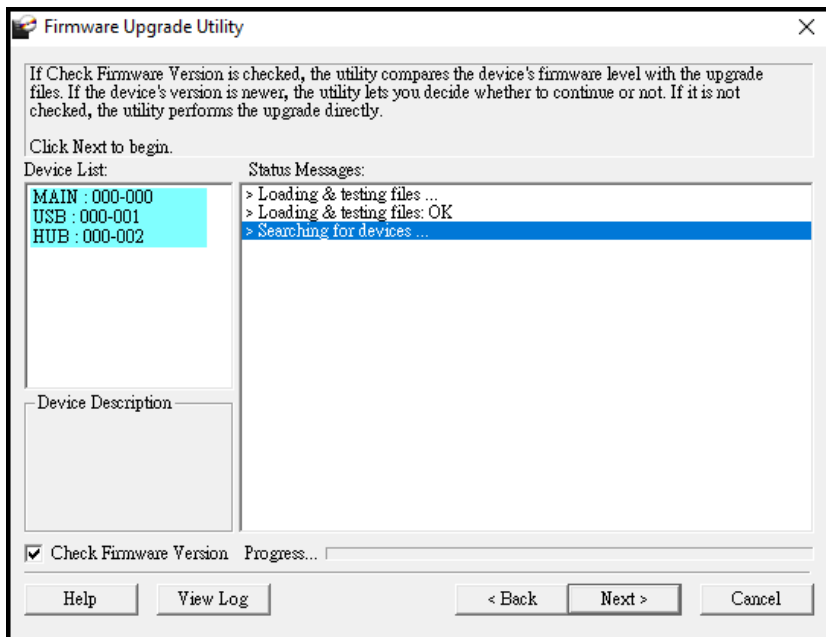 Firmware Upgrade Utility
If Check Firmware Version is checked, the utility compares the device's firmware level with the upgrade
files. If the device's version is newer, the utility lets you decide whether to continue or not. If it is not
checked, the utility performs the upgrade directly.
Click Next to begin.
Device List:
MAIN : 000-000
USB : 000-001
HUB : 000-002
Status Messages:
> Loading & testing files ...
> Loading & testing files: OK
> Searching for devices ...
Device Description
Check Firmware Version
Progress...
Help
View Log
< Back
Next >
Cancel